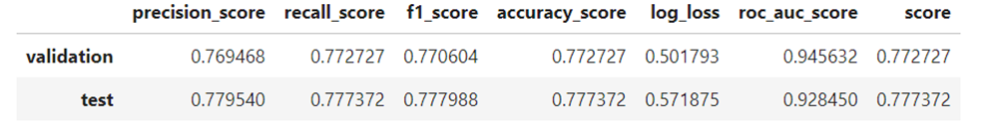 precision_score recall_score f1_score accuracy_score log_loss roc_auc_score score
validation 0.769468 0.772727 0.770604 0.772727 0.501793 0.945632 0.772727
test 0.779540 0.777372 0.777988 0.777372 0.571875 0.928450 0.777372